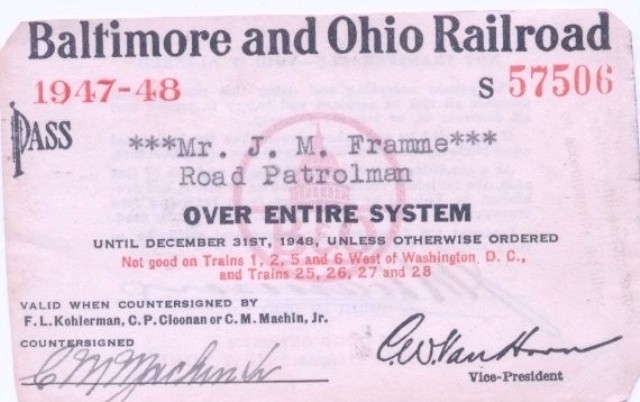 Baltimore and Ohio Railroad
1947-48
S 57506
PASS
***Mr. J. M. Framme***
Road Patrolman
OVER ENTIRE SYSTEM
UNTIL DECEMBER 31ST, 1948, UNLESS OTHERWISE ORDERED
Not good on Trains 1, 2, 5 and 6 West of Washington D. C.,
and Trains 25, 26, 27 and 28
VALID WHEN COUNTERSIGNED BY
F. L. Kohlerman, C. P. Cloonan or C. M. Machin, Jr.
COUNTERSIGNED
C M Machin Jr
C.W. Van Horn
Vice-President